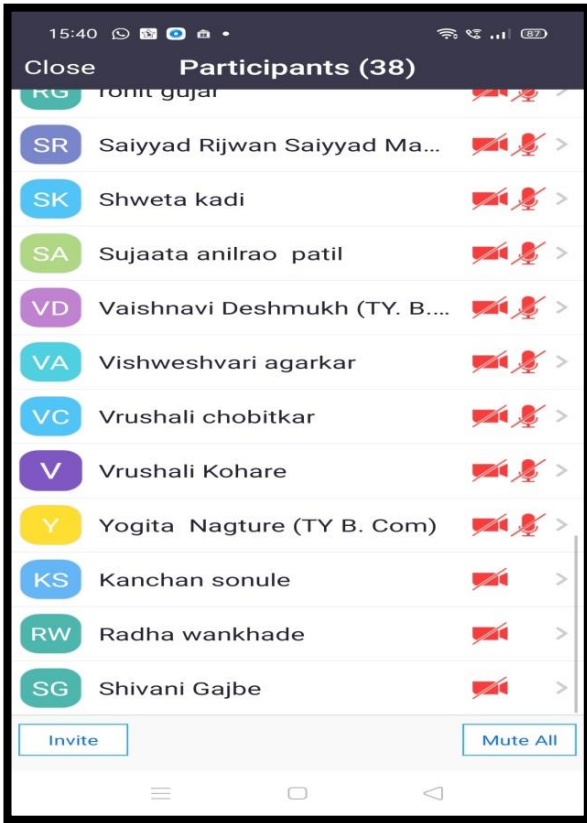 15:40 87
Close Participants (38)
RG rohit gujar
SR Saiyyad Rijwan Saiyyad Ma...
SK Shweta kadi
SA Sujaata anilrao patil
VD Vaishnavi Deshmukh (TY. B....
VA Vishweshvari agarkar
VC Vrushali chobitkar
V Vrushali Kohare
Y Yogita Nagture (TY B. Com)
KS Kanchan sonule
RW Radha wankhade
SG Shivani Gajbe
Invite Mute All